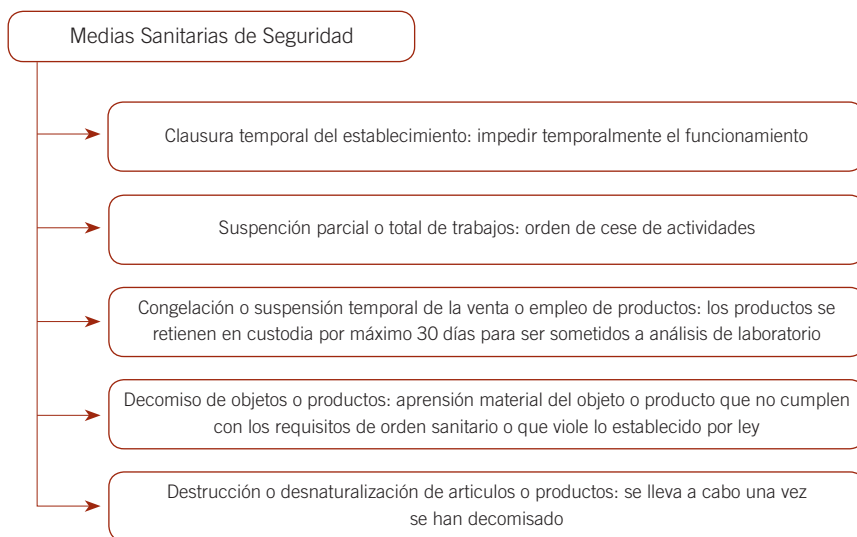 Medias Sanitarias de Seguridad
Clausura temporal del establecimiento: impedir temporalmente el funcionamiento
Suspención parcial o total de trabajos: orden de cese de actividades
Congelación o suspensión temporal de la venta o empleo de productos: los productos se
retienen en custodia por máximo 30 días para ser sometidos a análisis de laboratorio
Decomiso de objetos o productos: aprensión material del objeto o producto que no cumplen
con los requisitos de orden sanitario o que viole lo establecido por ley
Destrucción o desnaturalización de articulos o productos: se lleva a cabo una vez
se han decomisado